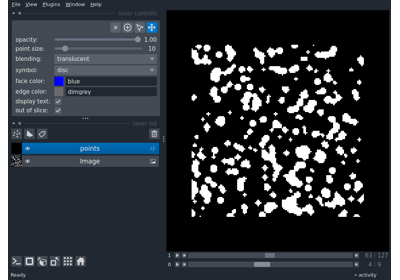 File View Plugins Window Help
layer controls
opacity: 1.00
point size: 10
blending: translucent
symbol: disc
face color: blue
edge color: dimgrey
display text:
out of slice:
layer list
points
Image
1 63 127
0 4 9
activity